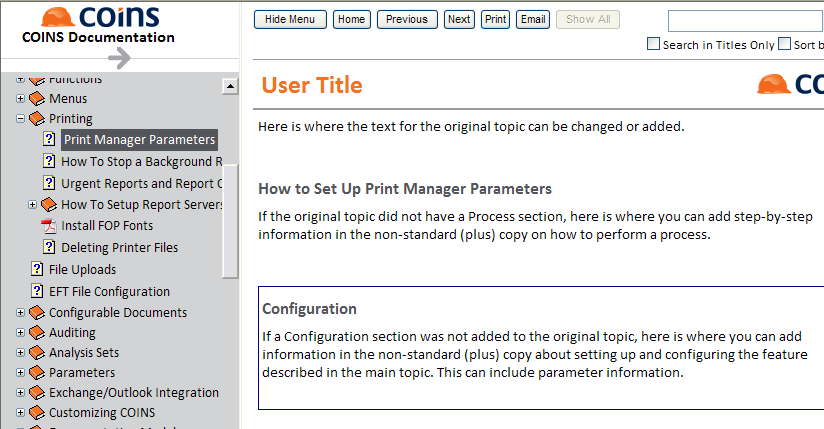 COINS
COINS Documentation
Hide Menu
Home
Previous
Next
Print
Email
Show All
Search in Titles Only
Sort b
Functions
Menus
Printing
Print Manager Parameters
How To Stop a Background R
Urgent Reports and Report
How To Setup Report Servers
Install FOP Fonts
Deleting Printer Files
File Uploads
EFT File Configuration
Configurable Documents
Auditing
Analysis Sets
Parameters
Exchange/Outlook Integration
Customizing COINS
User Title
CO
Here is where the text for the original topic can be changed or added.
How to Set Up Print Manager Parameters
If the original topic did not have a Process section, here is where you can add step-by-step
information in the non-standard (plus) copy on how to perform a process.
Configuration
If a Configuration section was not added to the original topic, here is where you can add
information in the non-standard (plus) copy about setting up and configuring the feature
described in the main topic. This can include parameter information.